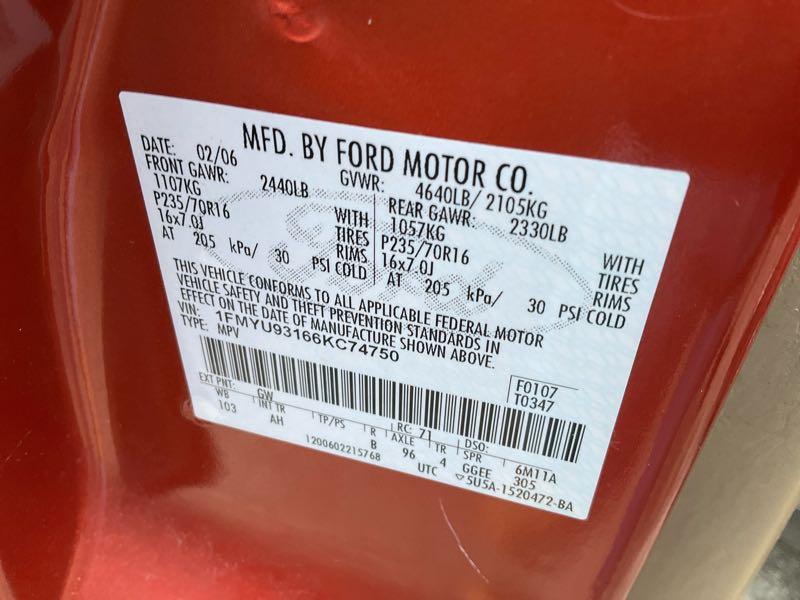 MFD. BY FORD MOTOR CO.
DATE: 02/06 GVWR: 4640LB/ 2105KG
FRONT GAWR: 2440LB REAR GAWR: 2330LB
1107KG WITH 1057KG WITH
P235/70R16 TIRES P235/70R16 TIRES
16x7.0J RIMS 16x7.0J RIMS
AT 205 kPa/ 30 PSI COLD AT 205 kPa/ 30 PSI COLD
THIS VEHICLE CONFORMS TO ALL APPLICABLE FEDERAL MOTOR
VEHICLE SAFETY AND THEFT PREVENTION STANDARDS IN
EFFECT ON THE DATE OF MANUFACTURE SHOWN ABOVE.
VIN: 1FMYU93166KC74750
TYPE: MPV
F0107
T0347
EXT PNT: GW RC: 71 DSO:
WB INT TR TP/PS R AXLE TR SPR 6M11A
103 AH B 96 4 GGEE 305
1200602215768 UTC 5U5A-1520472-BA
Ford